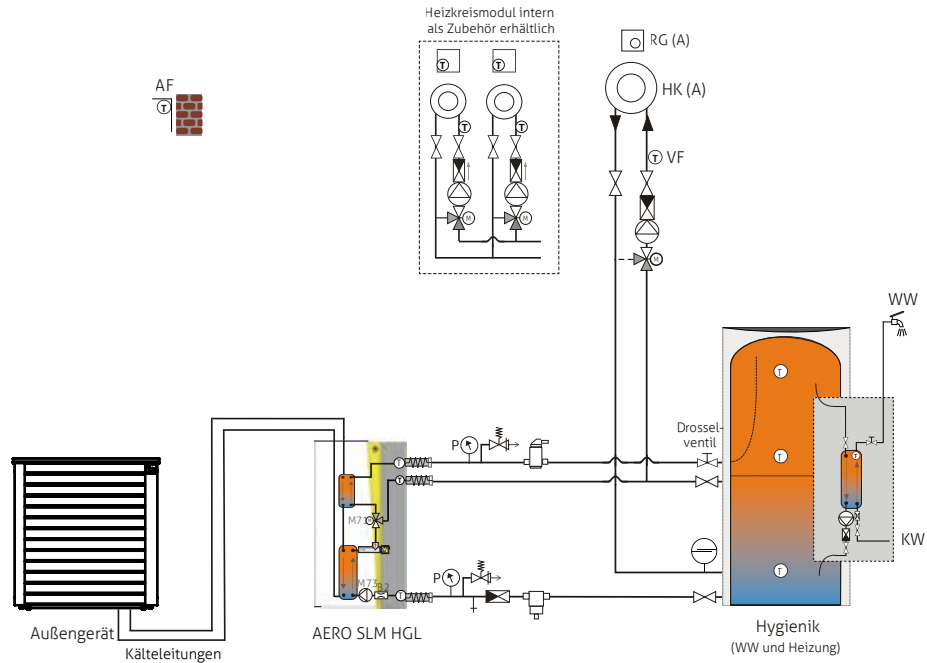 Heizkreismodul intern
als Zubehör erhältlich
RG (A)
AF
T
T
T
HK (A)
T
T
T
VF
M
M
M
WW
T
Drossel-
ventil
P
T
T
T
T
M71
KW
M73
B2
P
T
T
Außengerät
AERO SLM HGL
Hygienik
(WW und Heizung)
Kälteleitungen